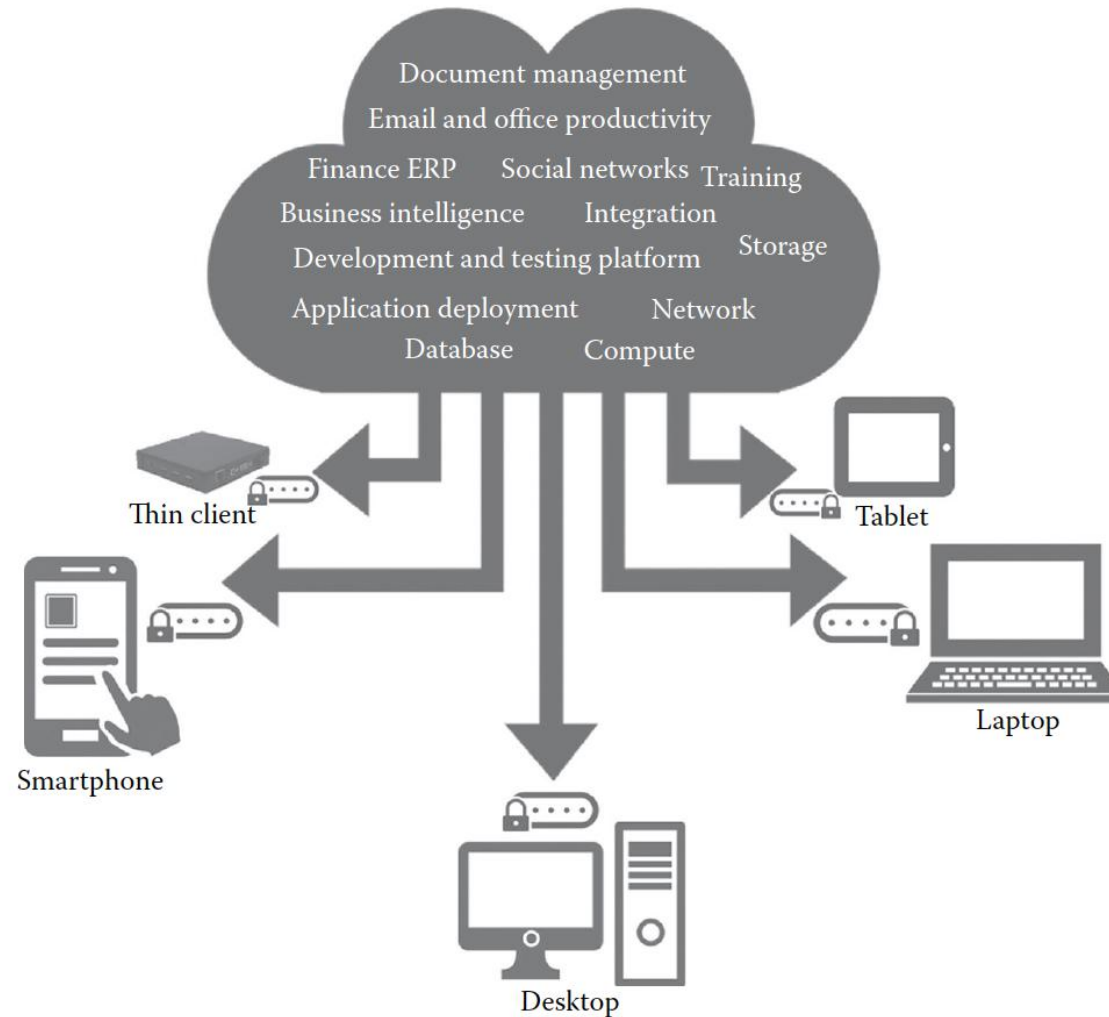 Document management
Email and office productivity
Finance ERP Social networks Training
Business intelligence Integration
Storage
Development and testing platform
Application deployment Network
Database Compute
Thin client
Tablet
Smartphone
Laptop
Desktop